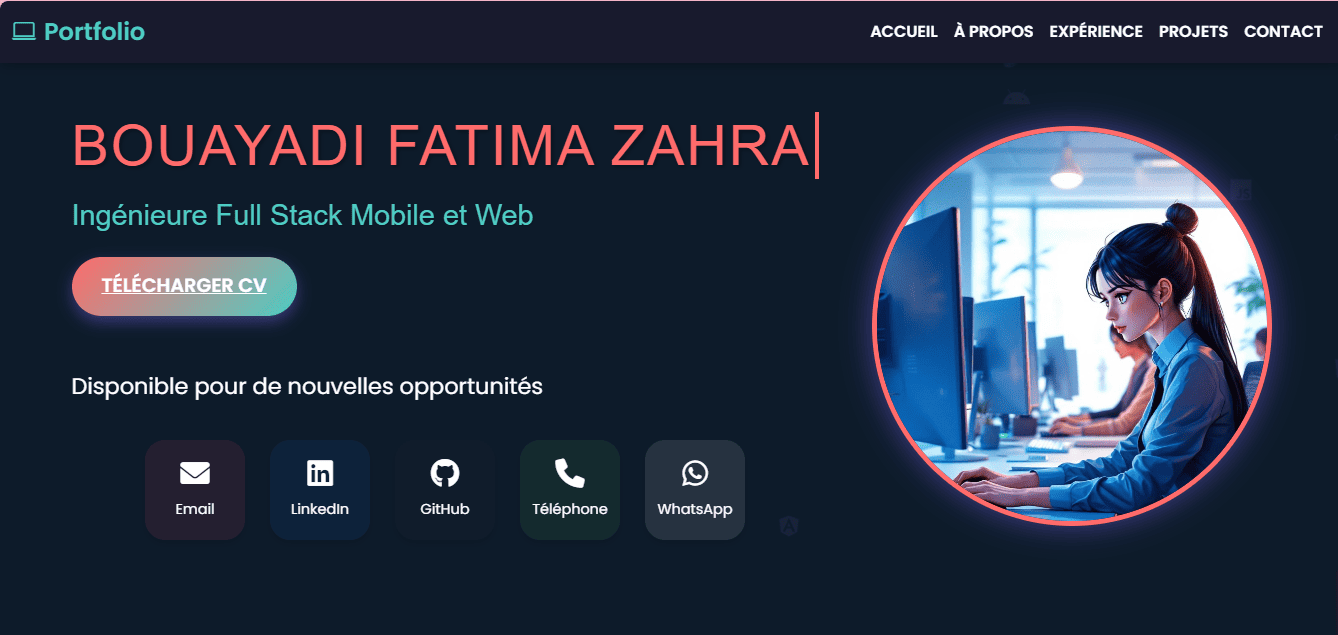 Portfolio
ACCUEIL À PROPOS EXPÉRIENCE PROJETS CONTACT
BOUAYADI FATIMA ZAHRA
Ingénieure Full Stack Mobile et Web
TÉLÉCHARGER CV
Disponible pour de nouvelles opportunités
Email LinkedIn GitHub Téléphone WhatsApp